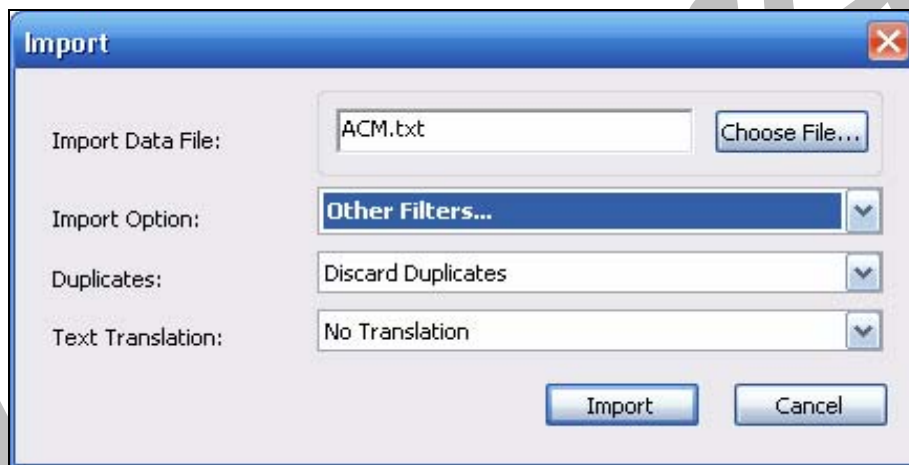 Import
Import Data File:
ACM.txt
Choose File...
Import Option:
Other Filters...
Duplicates:
Discard Duplicates
Text Translation:
No Translation
Import
Cancel